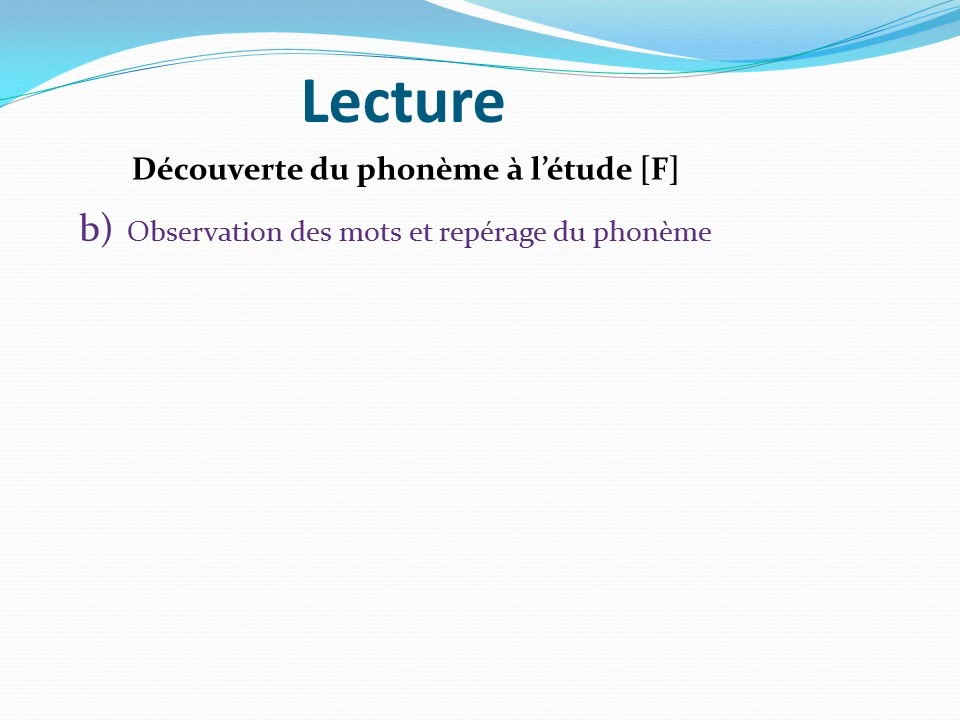 Lecture
Découverte du phonème à l’étude [F]
b) Observation des mots et repérage du phonème